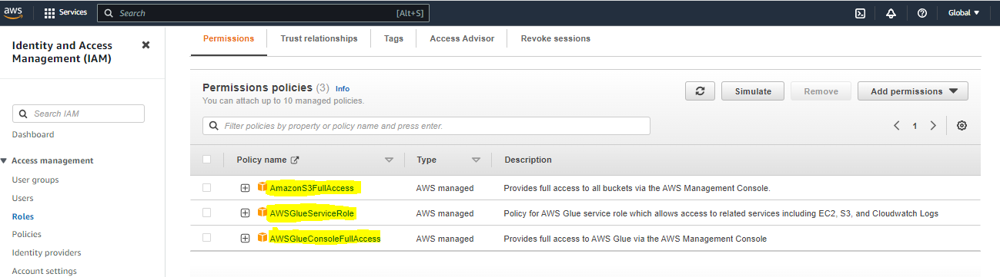 aws Services Search [Alt+S] Global
Identity and Access Management (IAM)
Search IAM
Dashboard
Access management
User groups
Users
Roles
Policies
Identity providers
Account settings
Permissions Trust relationships Tags Access Advisor Revoke sessions
Permissions policies (3) Info
You can attach up to 10 managed policies.
Simulate Remove Add permissions
Filter policies by property or policy name and press enter.
1
Policy name Type Description
AmazonS3FullAccess AWS managed Provides full access to all buckets via the AWS Management Console.
AWSGlueServiceRole AWS managed Policy for AWS Glue service role which allows access to related services including EC2, S3, and Cloudwatch Logs
AWSGlueConsoleFullAccess AWS managed Provides full access to AWS Glue via the AWS Management Console